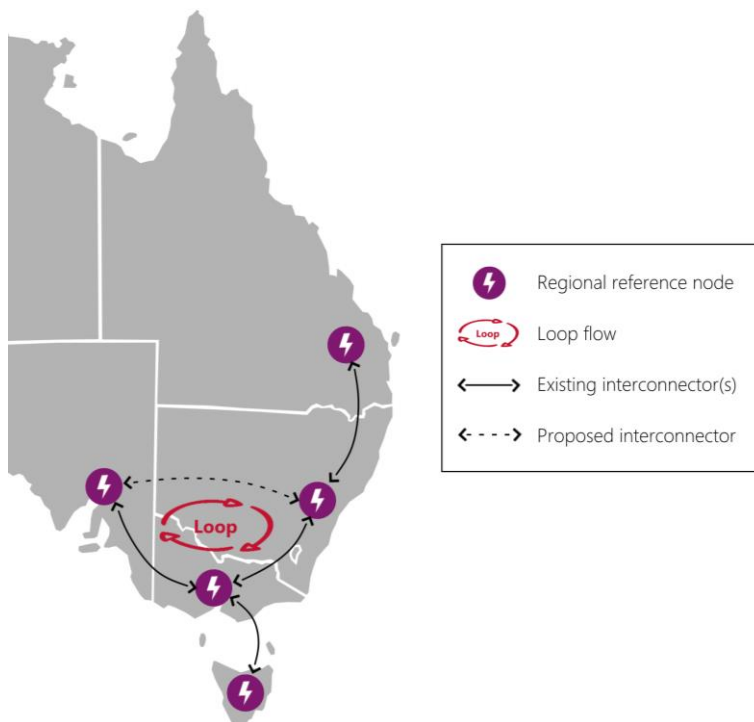 Loop
Regional reference node
Loop
Loop flow
Existing interconnector(s)
Proposed interconnector